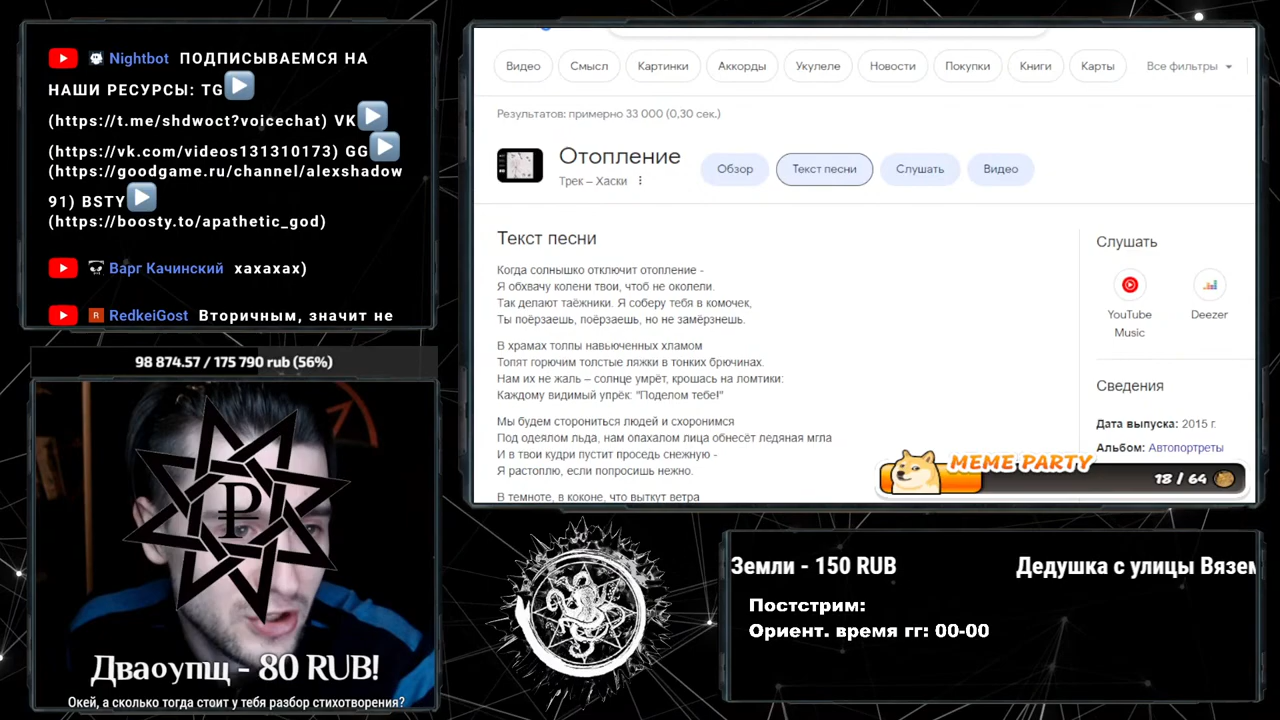 Nightbot ПОДПИСЫВАЕМСЯ НА
НАШИ РЕСУРСЫ: TG
(https://t.me/shdwoct?voicechat) VK
(https://vk.com/videos131310173) GG
(https://goodgame.ru/channel/alexshadow
91) BSTY
(https://boosty.to/apathetic_god)
Варг Качинский хахахах)
R RedkeiGost Вторичным, значит не
98 874.57 / 175 790 rub (56%)
₽
Дваоупщ - 80 RUB!
Окей, а сколько тогда стоит у тебя разбор стихотворения?
Видео Смысл Картинки Аккорды Укулеле Новости Покупки Книги Карты Все фильтры
Результатов: примерно 33 000 (0,30 сек.)
Отопление
Трек – Хаски
Обзор Текст песни Слушать Видео
Текст песни
Когда солнышко отключит отопление -
Я обхвачу колени твои, чтоб не околели.
Так делают таёжники. Я соберу тебя в комочек,
Ты поёрзаешь, поёрзаешь, но не замёрзнешь.
В храмах толпы навьюченных хламом
Топят горючим толстые ляжки в тонких брючинах.
Нам их не жаль – солнце умрёт, крошась на ломтики:
Каждому видимый упрёк: "Поделом тебе!"
Мы будем сторониться людей и схоронимся
Под одеялом льда, нам опахалом лица обнесёт ледяная мгла
И в твои кудри пустит проседь снежную -
Я растоплю, если попросишь нежно.
В темноте, в коконе, что выткут ветра
Слушать
YouTube Music
Deezer
Сведения
Дата выпуска: 2015 г.
Альбом: Автопортреты
MEME PARTY
18 / 64
Земли - 150 RUB Дедушка с улицы Вязем
Постстрим:
Ориент. время гг: 00-00